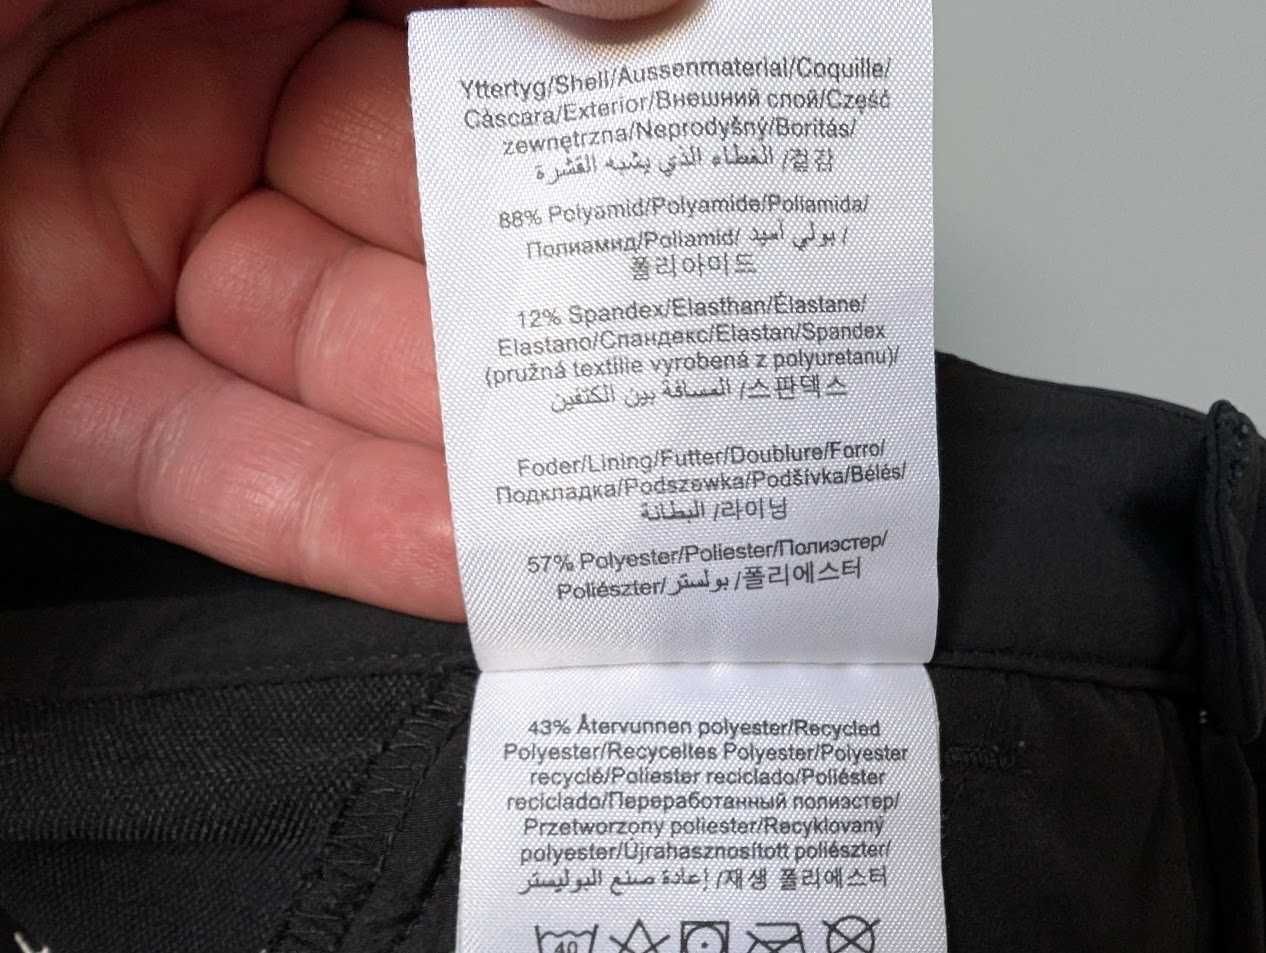 Yttertyg/Shell/Aussenmaterial/Coquille/
Càscara/Exterior/Внешний слой/Część
zewnętrzna/Neprodyšný/Boritás/
الغطاء الذي يشبه القشرة /겉감
88% Polyamid/Polyamide/Poliamida/
Полиамид/Poliamid/ بولي أميد /
폴리아미드
12% Spandex/Elasthan/Élastane/
Elastano/Спандекс/Elastan/Spandex
(pružná textilie vyrobená z polyuretanu)/
المسافة بين الكتفين /스판덱스
Foder/Lining/Futter/Doublure/Forro/
Подкладка/Podszewka/Podšívka/Bélés/
البطانة /라이닝
57% Polyester/Poliester/Полиэстер/
Poliészter/ بولستر /폴리에스터
43% Återvunnen polyester/Recycled
Polyester/Recyceltes Polyester/Polyester
recyclé/Poliester reciclado/Poliéster
reciclado/Переработанный полиэстер/
Przetworzony poliester/Recyklovaný
polyester/Újrahasznosított poliészter/
إعادة صنع البوليستر /재생 폴리에스터
40